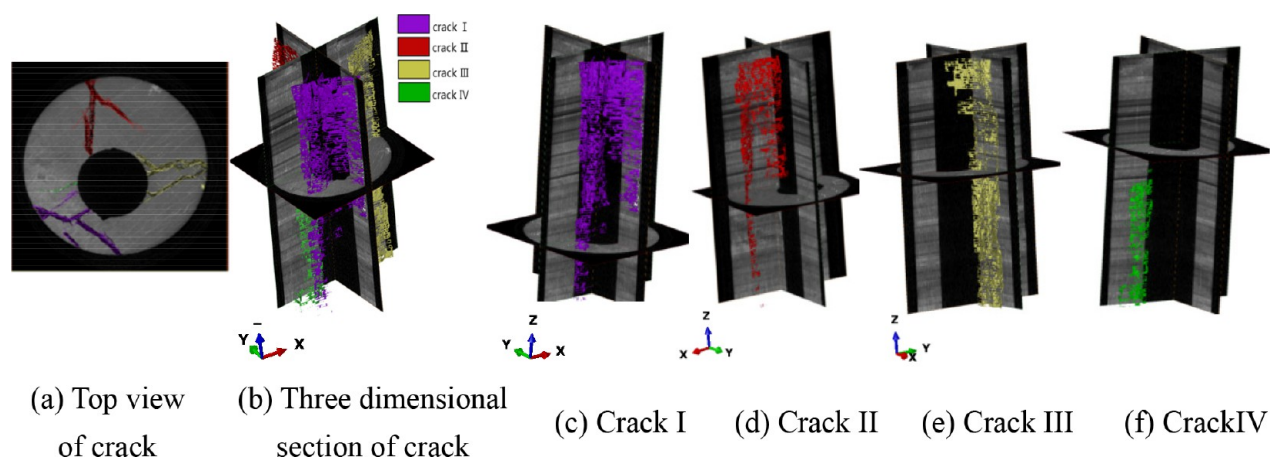 crack I
crack II
crack III
crack IV
Y
X
Z
Y
X
Z
X
Y
Z
Y
X
(a) Top view
of crack
(b) Three dimensional
section of crack
(c) Crack I
(d) Crack II
(e) Crack III
(f) CrackIV